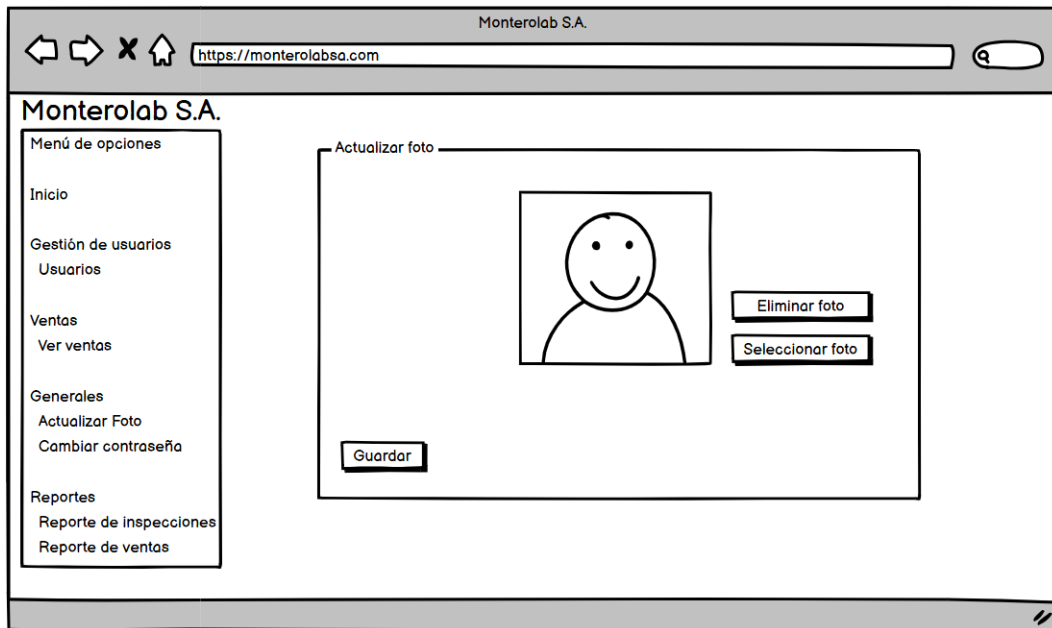 Monterolab S.A.
https://monterolabsa.com
Monterolab S.A.
Menú de opciones
Inicio
Gestión de usuarios
Usuarios
Ventas
Ver ventas
Generales
Actualizar Foto
Cambiar contraseña
Reportes
Reporte de inspecciones
Reporte de ventas
Actualizar foto
Eliminar foto
Seleccionar foto
Guardar